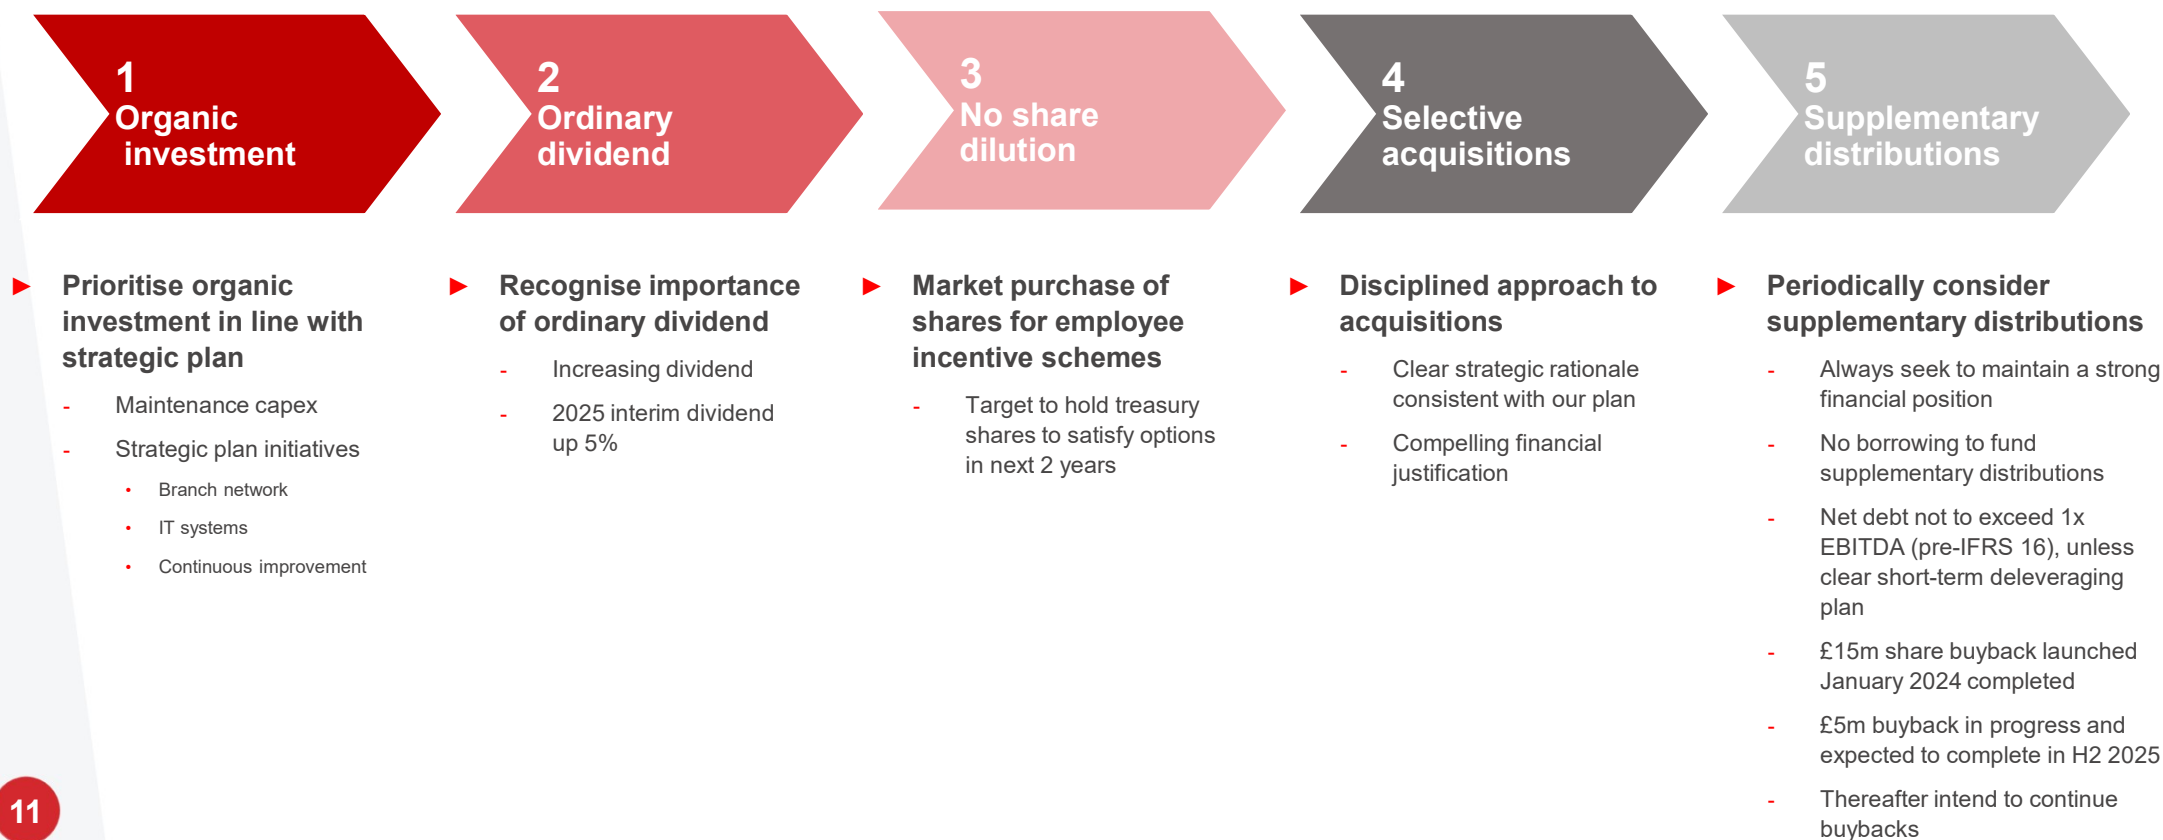 1
Organic
investment
2
Ordinary
dividend
3
No share
dilution
4
Selective
acquisitions
5
Supplementary
distributions
► Prioritise organic
investment in line with
strategic plan
- Maintenance capex
- Strategic plan initiatives
• Branch network
• IT systems
• Continuous improvement
► Recognise importance
of ordinary dividend
- Increasing dividend
- 2025 interim dividend
up 5%
► Market purchase of
shares for employee
incentive schemes
- Target to hold treasury
shares to satisfy options
in next 2 years
► Disciplined approach to
acquisitions
- Clear strategic rationale
consistent with our plan
- Compelling financial
justification
► Periodically consider
supplementary distributions
- Always seek to maintain a strong
financial position
- No borrowing to fund
supplementary distributions
- Net debt not to exceed 1x
EBITDA (pre-IFRS 16), unless
clear short-term deleveraging
plan
- £15m share buyback launched
January 2024 completed
- £5m buyback in progress and
expected to complete in H2 2025
- Thereafter intend to continue
buybacks
11